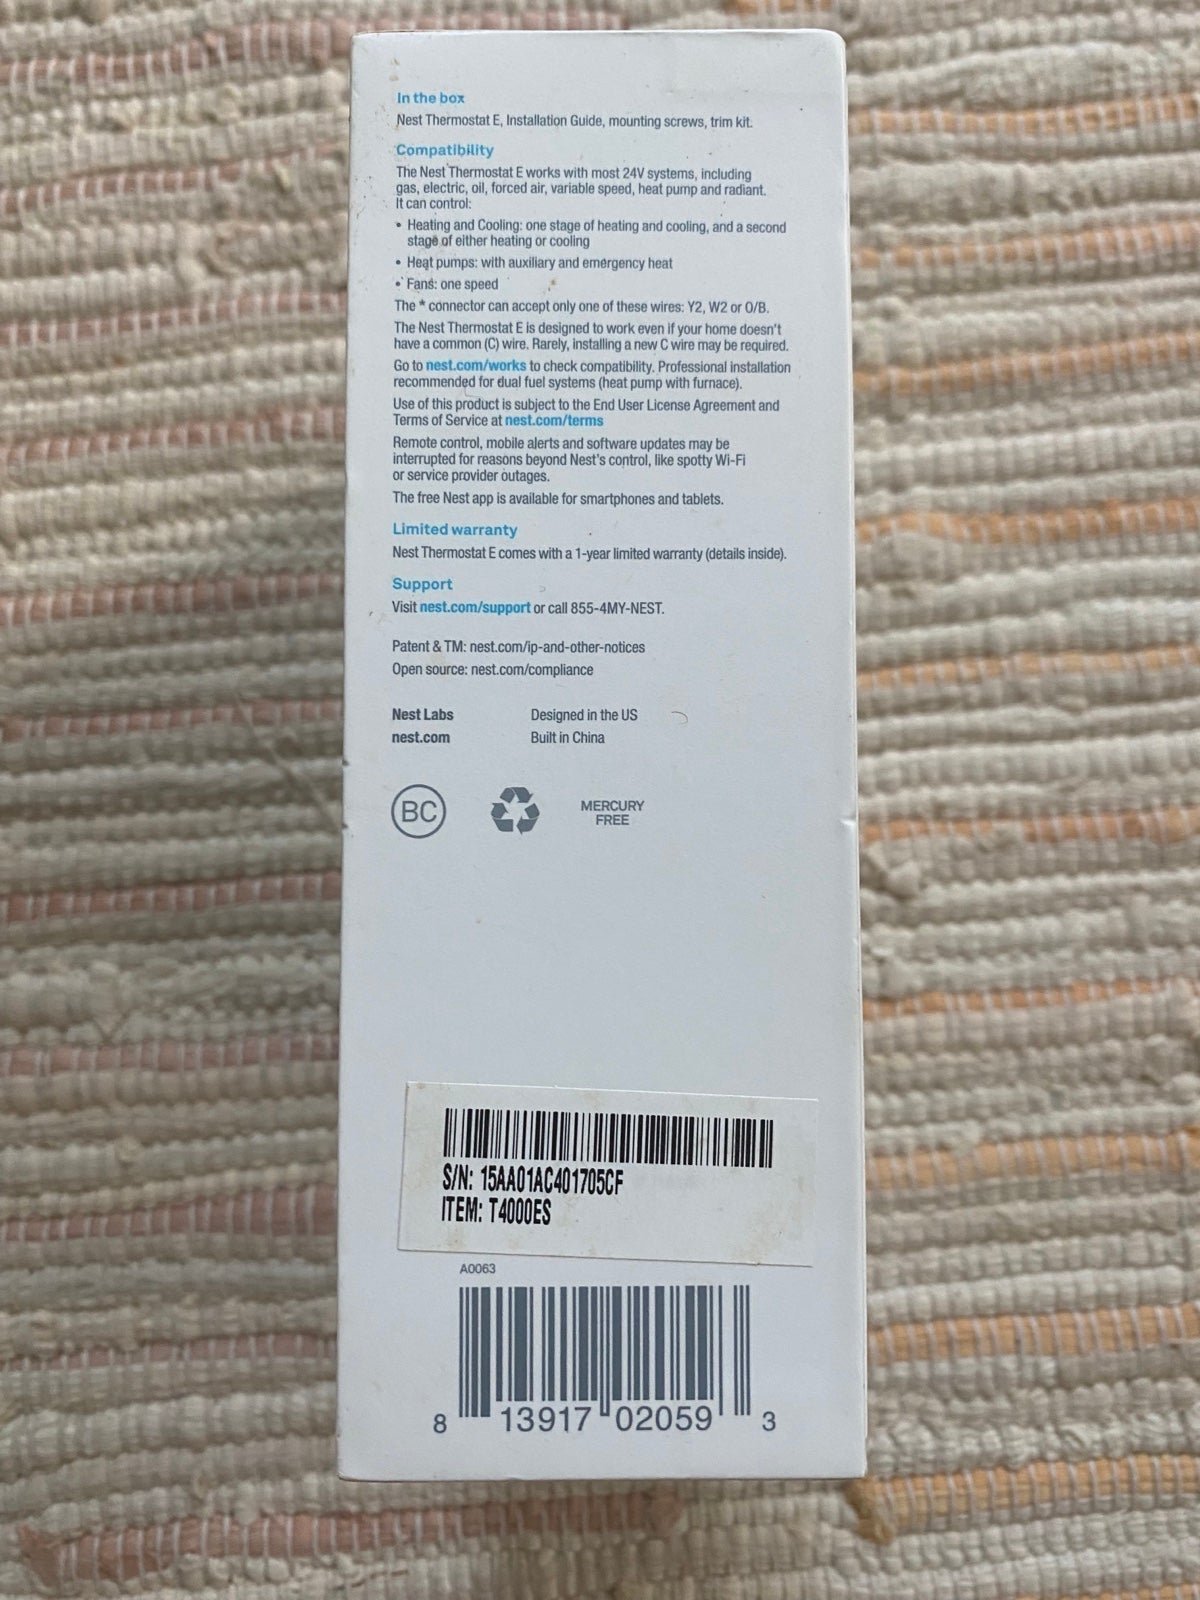 In the box
Nest Thermostat E, Installation Guide, mounting screws, trim kit.
Compatibility
The Nest Thermostat E works with most 24V systems, including
gas, electric, oil, forced air, variable speed, heat pump and radiant.
It can control:
• Heating and Cooling: one stage of heating and cooling, and a second
stage of either heating or cooling
• Heat pumps: with auxiliary and emergency heat
• Fans: one speed
The * connector can accept only one of these wires: Y2, W2 or O/B.
The Nest Thermostat E is designed to work even if your home doesn't
have a common (C) wire. Rarely, installing a new C wire may be required.
Go to nest.com/works to check compatibility. Professional installation
recommended for dual fuel systems (heat pump with furnace).
Use of this product is subject to the End User License Agreement and
Terms of Service at nest.com/terms
Remote control, mobile alerts and software updates may be
interrupted for reasons beyond Nest's control, like spotty Wi-Fi
or service provider outages.
The free Nest app is available for smartphones and tablets.
Limited warranty
Nest Thermostat E comes with a 1-year limited warranty (details inside).
Support
Visit nest.com/support or call 855-4MY-NEST.
Patent & TM: nest.com/ip-and-other-notices
Open source: nest.com/compliance
Nest Labs Designed in the US
nest.com Built in China
BC
MERCURY
FREE
S/N: 15AA01AC401705CF
ITEM: T4000ES
A0063
8 13917 02059 3